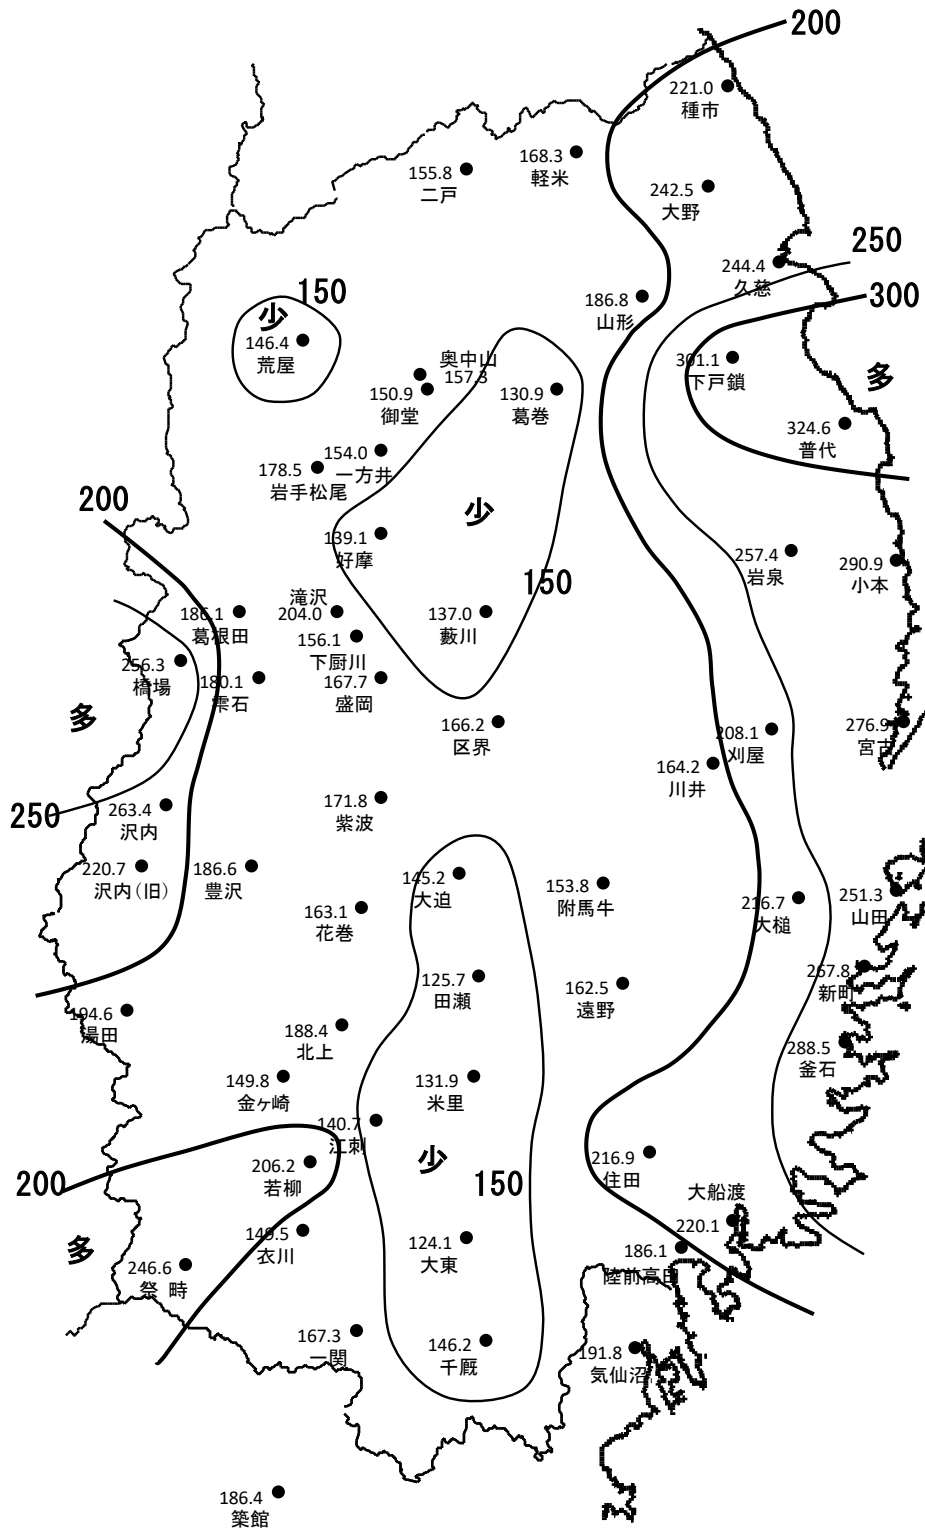 200
221.0
種市
168.3
軽米
155.8
二戸
242.5
大野
250
244.4
久慈
150
少
300
186.8
山形
146.4
荒屋
奥中山
157.3
301.1
下戸鎖
多
150.9
御堂
130.9
葛巻
324.6
普代
154.0
一方井
178.5
岩手松尾
200
少
139.1
好摩
257.4
岩泉
290.9
小本
150
滝沢
204.0
186.1
葛根田
137.0
藪川
156.1
下厨川
256.3
橋場
180.1
雫石
167.7
盛岡
多
166.2
区界
208.1
刈屋
276.9
宮古
164.2
川井
171.8
紫波
250
263.4
沢内
220.7
沢内(旧)
186.6
豊沢
145.2
大迫
153.8
附馬牛
216.7
大槌
251.3
山田
163.1
花巻
125.7
田瀬
162.5
遠野
267.8
新町
194.6
湯田
188.4
北上
288.5
釜石
149.8
金ヶ崎
131.9
米里
140.7
江刺
少
206.2
若柳
200
150
216.9
住田
大船渡
220.1
149.5
衣川
多
246.6
祭 畤
124.1
大東
186.1
陸前高田
167.3
一関
146.2
千厩
191.8
気仙沼
186.4
築館